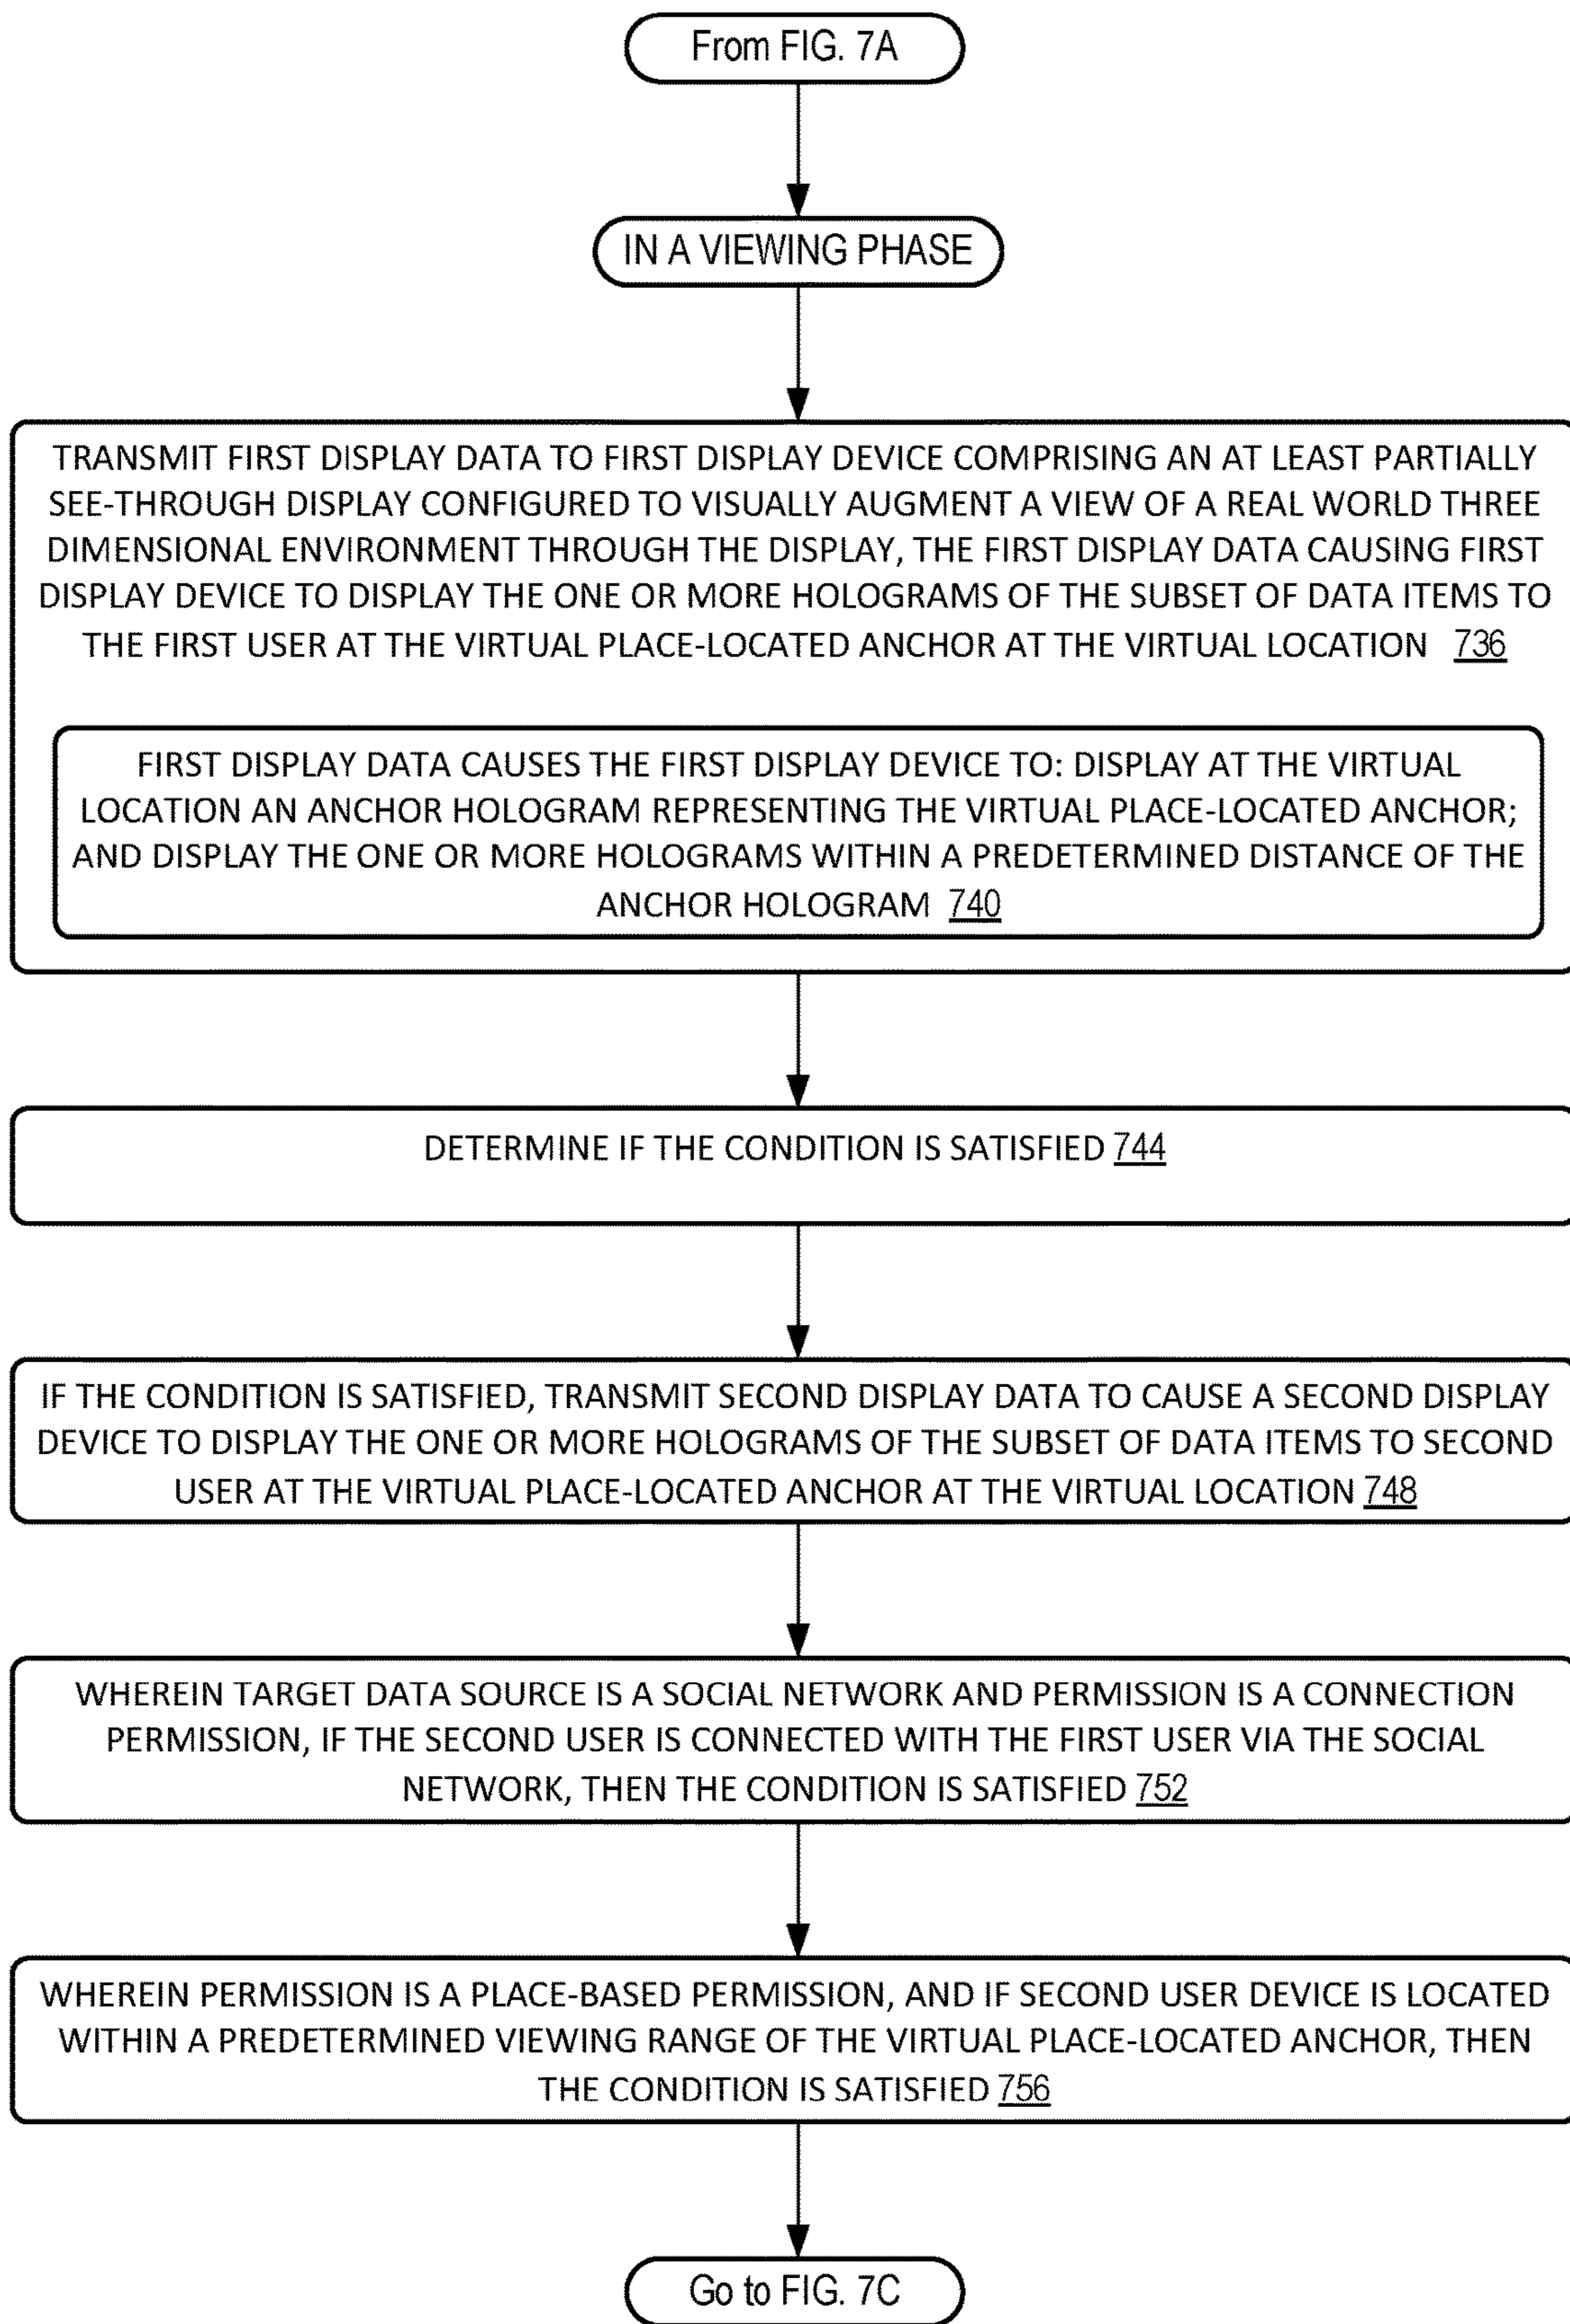 From FIG. 7A
IN A VIEWING PHASE
TRANSMIT FIRST DISPLAY DATA TO FIRST DISPLAY DEVICE COMPRISING AN AT LEAST PARTIALLY
SEE-THROUGH DISPLAY CONFIGURED TO VISUALLY AUGMENT A VIEW OF A REAL WORLD THREE
DIMENSIONAL ENVIRONMENT THROUGH THE DISPLAY, THE FIRST DISPLAY DATA CAUSING FIRST
DISPLAY DEVICE TO DISPLAY THE ONE OR MORE HOLOGRAMS OF THE SUBSET OF DATA ITEMS TO
THE FIRST USER AT THE VIRTUAL PLACE-LOCATED ANCHOR AT THE VIRTUAL LOCATION 736
FIRST DISPLAY DATA CAUSES THE FIRST DISPLAY DEVICE TO: DISPLAY AT THE VIRTUAL
LOCATION AN ANCHOR HOLOGRAM REPRESENTING THE VIRTUAL PLACE-LOCATED ANCHOR;
AND DISPLAY THE ONE OR MORE HOLOGRAMS WITHIN A PREDETERMINED DISTANCE OF THE
ANCHOR HOLOGRAM 740
DETERMINE IF THE CONDITION IS SATISFIED 744
IF THE CONDITION IS SATISFIED, TRANSMIT SECOND DISPLAY DATA TO CAUSE A SECOND DISPLAY
DEVICE TO DISPLAY THE ONE OR MORE HOLOGRAMS OF THE SUBSET OF DATA ITEMS TO SECOND
USER AT THE VIRTUAL PLACE-LOCATED ANCHOR AT THE VIRTUAL LOCATION 748
WHEREIN TARGET DATA SOURCE IS A SOCIAL NETWORK AND PERMISSION IS A CONNECTION
PERMISSION, IF THE SECOND USER IS CONNECTED WITH THE FIRST USER VIA THE SOCIAL
NETWORK, THEN THE CONDITION IS SATISFIED 752
WHEREIN PERMISSION IS A PLACE-BASED PERMISSION, AND IF SECOND USER DEVICE IS LOCATED
WITHIN A PREDETERMINED VIEWING RANGE OF THE VIRTUAL PLACE-LOCATED ANCHOR, THEN
THE CONDITION IS SATISFIED 756
Go to FIG. 7C